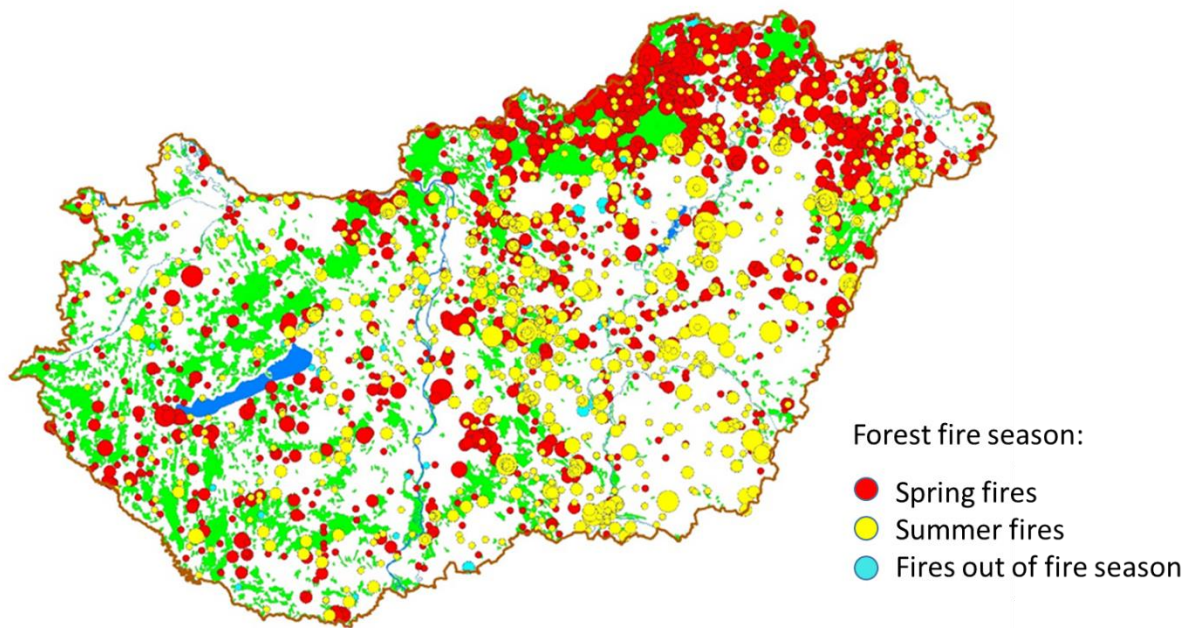 Forest fire season:
Spring fires
Summer fires
Fires out of fire season